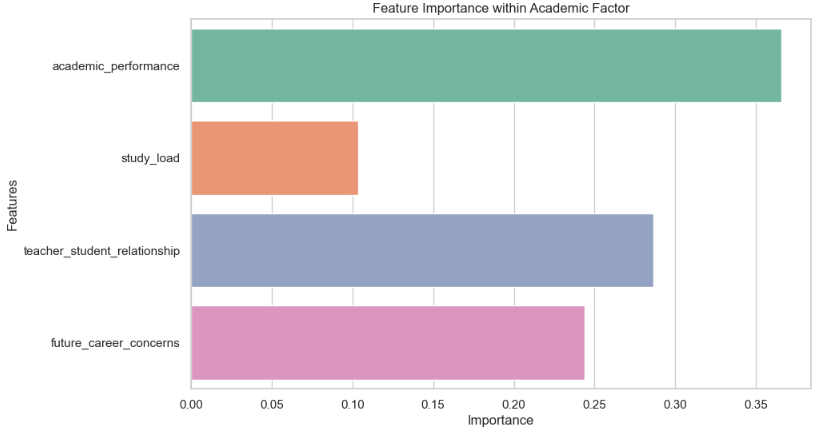 Feature Importance within Academic Factor
academic_performance
study_load
teacher_student_relationship
future_career_concerns
Features
0.00 0.05 0.10 0.15 0.20 0.25 0.30 0.35
Importance